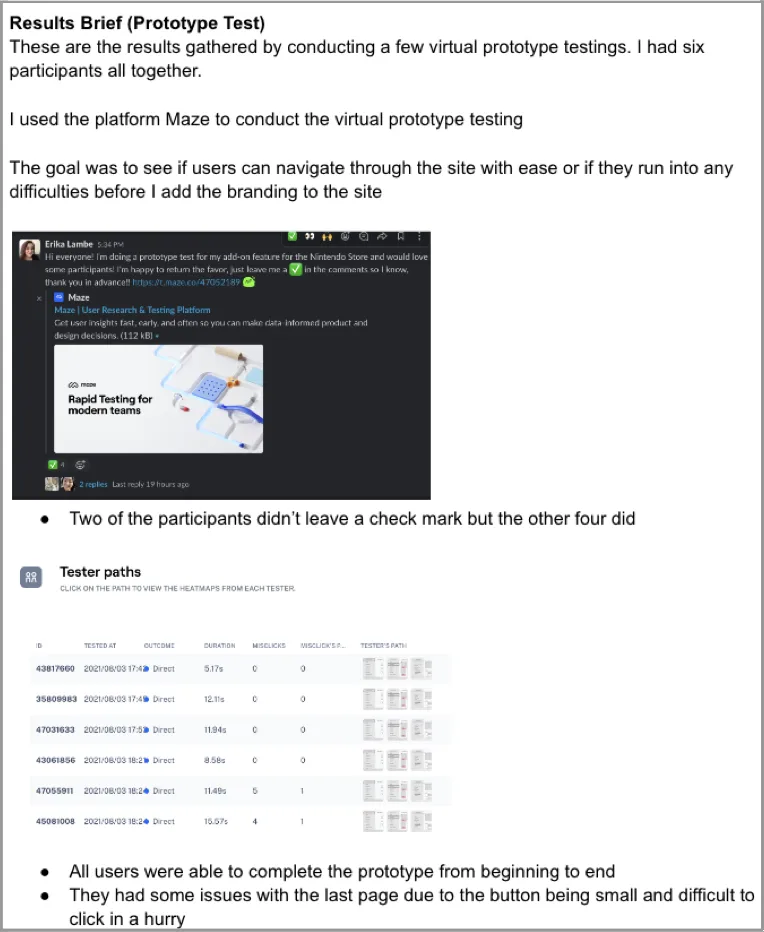 Results Brief (Prototype Test)
These are the results gathered by conducting a few virtual prototype testings. I had six
participants all together.
I used the platform Maze to conduct the virtual prototype testing
The goal was to see if users can navigate through the site with ease or if they run into any
difficulties before I add the branding to the site
Erika Lambe 5:34 PM
Hi everyone! I'm doing a prototype test for my add-on feature for the Nintendo Store and would love
some participants! I'm happy to return the favor, just leave me a ✅ in the comments so I know,
thank you in advance!! https://t.maze.co/47052189
Maze
Maze | User Research & Testing Platform
Get user insights fast, early, and often so you can make data-informed product and
design decisions. (112 kB)
maze
Rapid Testing for
modern teams
4
2 replies Last reply 19 hours ago
● Two of the participants didn't leave a check mark but the other four did
Tester paths
CLICK ON THE PATH TO VIEW THE HEATMAPS FROM EACH TESTER.
ID TESTED AT OUTCOME DURATION MISCLICKS MISCLICK'S F... TESTER'S PATH
43817660 2021/08/03 17:4 Direct 5.17s 0 0
35809983 2021/08/03 17:4 Direct 12.11s 0 0
47031633 2021/08/03 17:5 Direct 11.94s 0 0
43061856 2021/08/03 18:2 Direct 8.58s 0 0
47055911 2021/08/03 18:2 Direct 11.49s 5 1
45081008 2021/08/03 18:2 Direct 15.57s 4 1
● All users were able to complete the prototype from beginning to end
● They had some issues with the last page due to the button being small and difficult to
click in a hurry